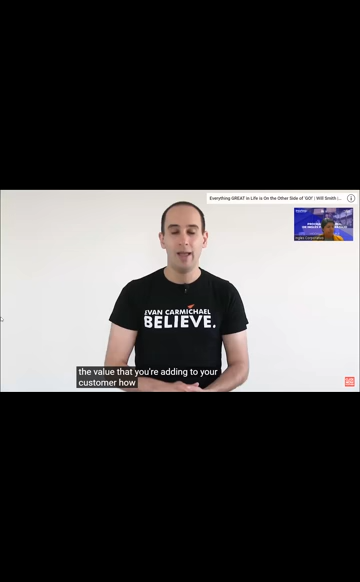 Everything GREAT in Life is On the Other Side of 'GO!' | Will Smith |...
EVAN CARMICHAEL
BELIEVE.
the value that you're adding to your
customer how